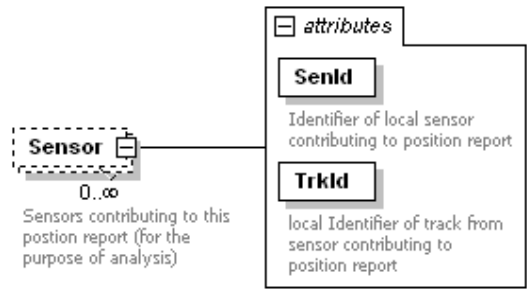 attributes
SenId
Identifier of local sensor
contributing to position report
Sensor
0..∞
Sensors contributing to this
postion report (for the
purpose of analysis)
TrkId
local Identifier of track from
sensor contributing to
position report